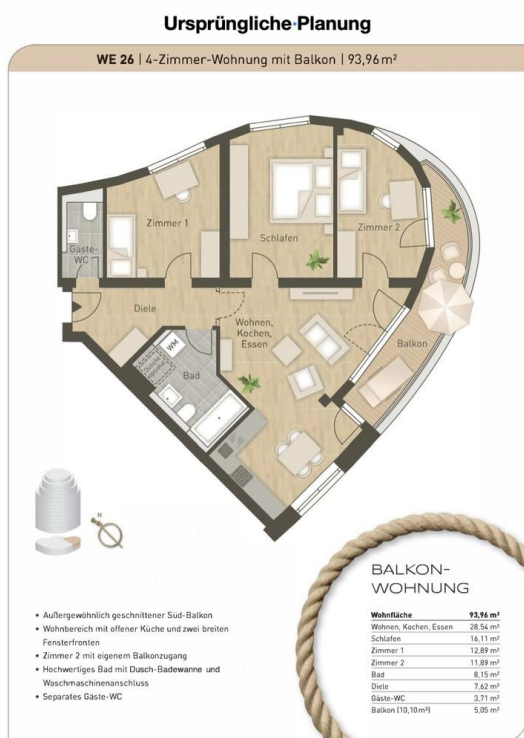 Ursprüngliche Planung
WE 26 | 4-Zimmer-Wohnung mit Balkon | 93,96 m²
Zimmer 1
Schlafen
Zimmer 2
Gäste-
WC
Diele
Wohnen,
Kochen,
Essen
Balkon
WM
Bad
N
BALKON-
WOHNUNG
Wohnfläche 93,96 m²
Wohnen, Kochen, Essen 28,54 m²
Schlafen 16,11 m²
Zimmer 1 12,89 m²
Zimmer 2 11,89 m²
Bad 8,15 m²
Diele 7,62 m²
Gäste-WC 3,71 m²
Balkon (10,10 m²) 5,05 m²
• Außergewöhnlich geschnittener Süd-Balkon
• Wohnbereich mit offener Küche und zwei breiten
Fensterfronten
• Zimmer 2 mit eigenem Balkonzugang
• Hochwertiges Bad mit Dusch-Badewanne und
Waschmaschinenanschluss
• Separates Gäste-WC